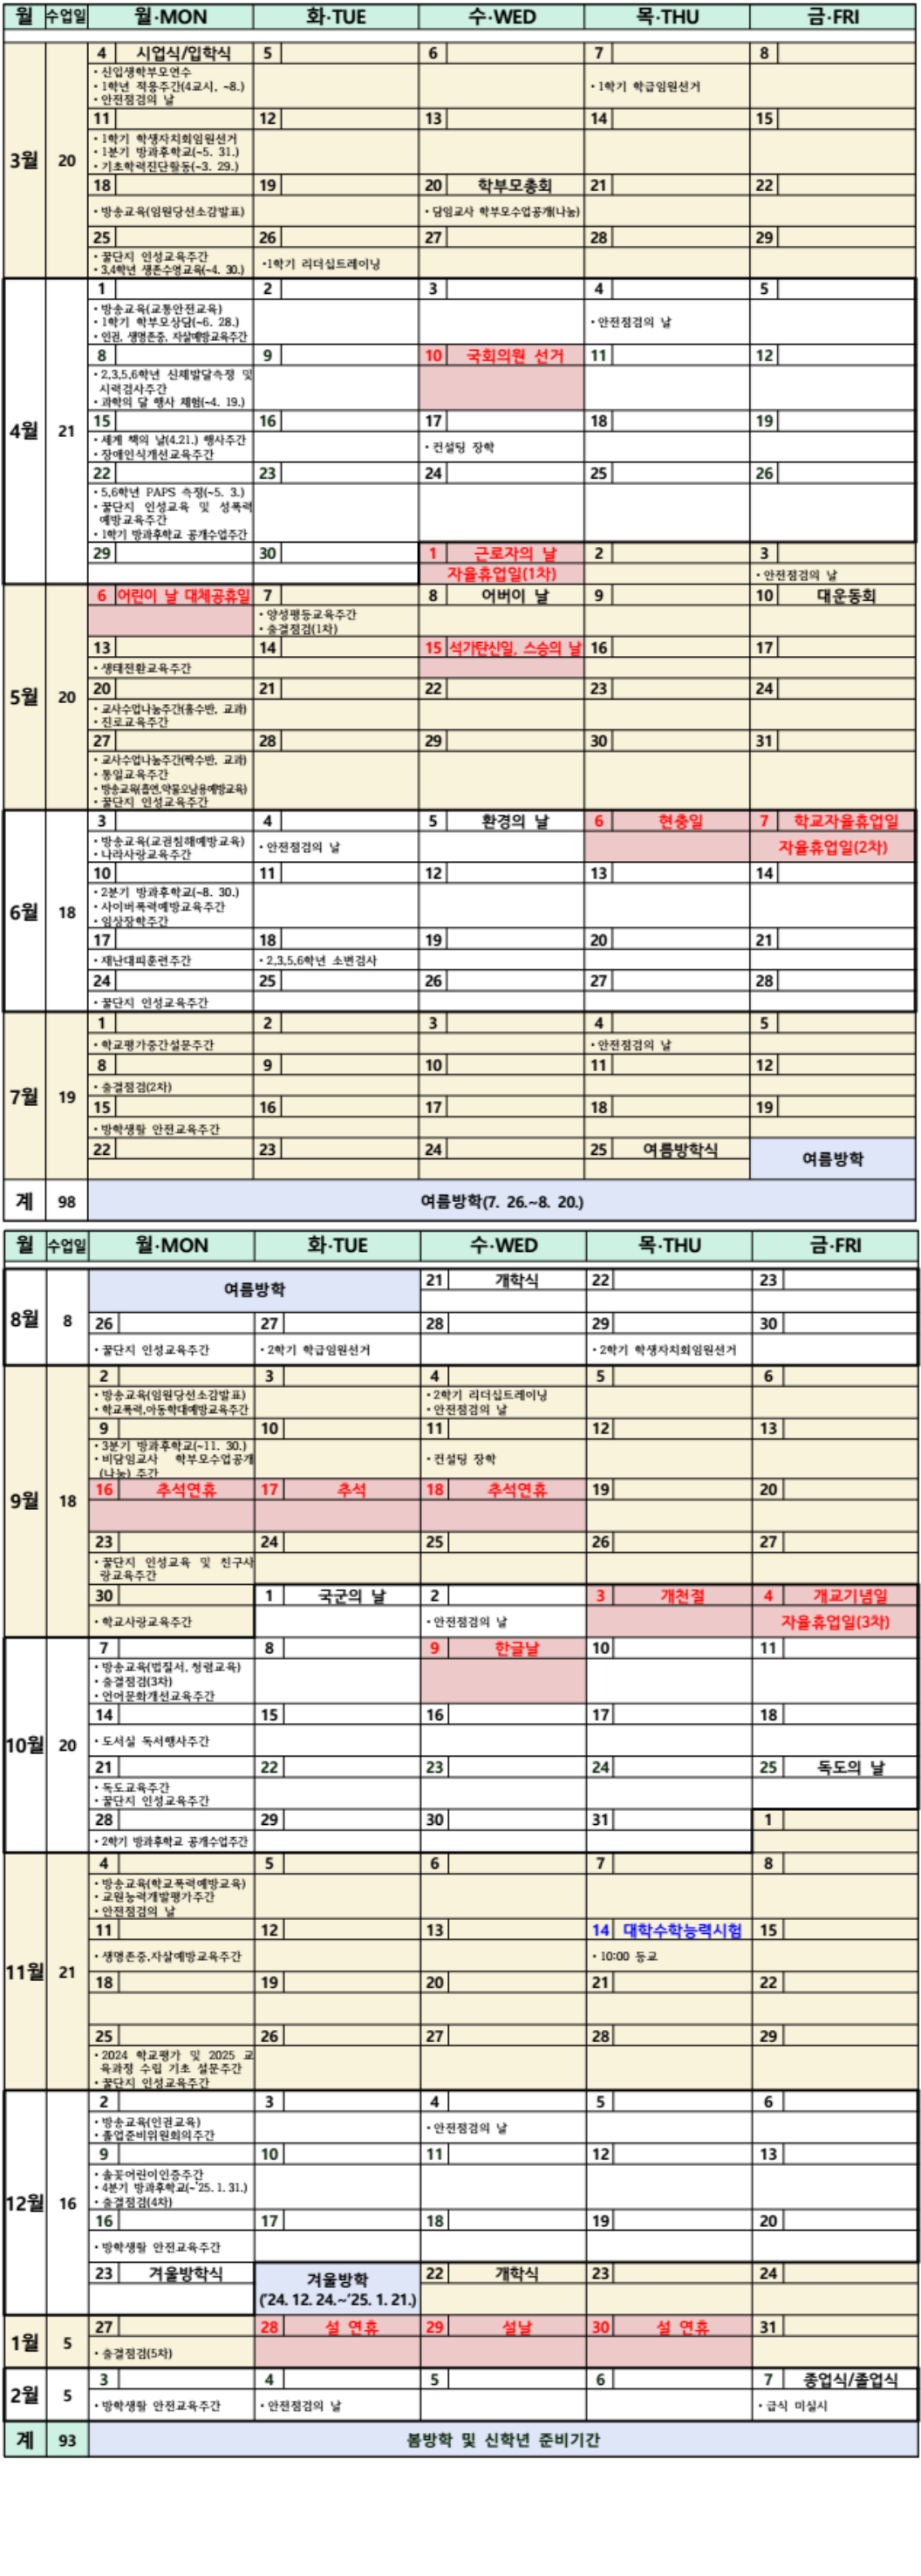 월 수업일 월·MON 화·TUE 수·WED 목·THU 금·FRI
3월 20
4 시업식/입학식 5 6 7 8
• 신입생학부모연수
• 1학년 적응주간(4교시, ~8.)
• 안전점검의 날
• 1학기 학급임원선거
11 12 13 14 15
• 1학기 학생자치회임원선거
• 1분기 방과후학교(~5. 31.)
• 기초학력진단활동(~3. 29.)
18 19 20 학부모총회 21 22
• 방송교육(임원당선소감발표) • 담임교사 학부모수업공개(나눔)
25 26 27 28 29
• 꿀단지 인성교육주간
• 3,4학년 생존수영교육(~4. 30.)
•1학기 리더십트레이닝
4월 21
1 2 3 4 5
• 방송교육(교통안전교육)
• 1학기 학부모상담(~6. 28.)
• 인권, 생명존중, 자살예방교육주간
• 안전점검의 날
8 9 10 국회의원 선거 11 12
• 2,3,5,6학년 신체발달측정 및
시력검사주간
• 과학의 달 행사 체험(~4. 19.)
15 16 17 18 19
• 세계 책의 날(4.21.) 행사주간
• 장애인식개선교육주간
• 컨설팅 장학
22 23 24 25 26
• 5,6학년 PAPS 측정(~5. 3.)
• 꿀단지 인성교육 및 성폭력
예방교육주간
• 1학기 방과후학교 공개수업주간
29 30 1 근로자의 날 2 3
자율휴업일(1차) • 안전점검의 날
5월 20
6 어린이 날 대체공휴일 7 8 어버이 날 9 10 대운동회
• 양성평등교육주간
• 출결점검(1차)
13 14 15 석가탄신일, 스승의 날 16 17
• 생태전환교육주간
20 21 22 23 24
• 교사수업나눔주간(홀수반, 교과)
• 진로교육주간
27 28 29 30 31
• 교사수업나눔주간(짝수반, 교과)
• 통일교육주간
• 방송교육(흡연,약물오남용예방교육)
• 꿀단지 인성교육주간
6월 18
3 4 5 환경의 날 6 현충일 7 학교자율휴업일
• 방송교육(교권침해예방교육)
• 나라사랑교육주간
• 안전점검의 날 자율휴업일(2차)
10 11 12 13 14
• 2분기 방과후학교(~8. 30.)
• 사이버폭력예방교육주간
• 임상장학주간
17 18 19 20 21
• 재난대피훈련주간 • 2,3,5,6학년 소변검사
24 25 26 27 28
• 꿀단지 인성교육주간
7월 19
1 2 3 4 5
• 학교평가중간설문주간 • 안전점검의 날
8 9 10 11 12
• 출결점검(2차)
15 16 17 18 19
• 방학생활 안전교육주간
22 23 24 25 여름방학식 여름방학
계 98 여름방학(7. 26.~8. 20.)
월 수업일 월·MON 화·TUE 수·WED 목·THU 금·FRI
8월 8
여름방학 21 개학식 22 23
26 27 28 29 30
• 꿀단지 인성교육주간 • 2학기 학급임원선거 • 2학기 학생자치회임원선거
9월 18
2 3 4 5 6
• 방송교육(임원당선소감발표)
• 학교폭력,아동학대예방교육주간
• 2학기 리더십트레이닝
• 안전점검의 날
9 10 11 12 13
• 3분기 방과후학교(~11. 30.)
• 비담임교사 학부모수업공개
(나눔) 주간
• 컨설팅 장학
16 추석연휴 17 추석 18 추석연휴 19 20
23 24 25 26 27
• 꿀단지 인성교육 및 친구사
랑교육주간
30 1 국군의 날 2 3 개천절 4 개교기념일
• 학교사랑교육주간 • 안전점검의 날 자율휴업일(3차)
10월 20
7 8 9 한글날 10 11
• 방송교육(법질서, 청렴교육)
• 출결점검(3차)
• 언어문화개선교육주간
14 15 16 17 18
• 도서실 독서행사주간
21 22 23 24 25 독도의 날
• 독도교육주간
• 꿀단지 인성교육주간
28 29 30 31 1
• 2학기 방과후학교 공개수업주간
11월 21
4 5 6 7 8
• 방송교육(학교폭력예방교육)
• 교원능력개발평가주간
• 안전점검의 날
11 12 13 14 대학수학능력시험 15
• 생명존중,자살예방교육주간 • 10:00 등교
18 19 20 21 22
25 26 27 28 29
• 2024 학교평가 및 2025 교
육과정 수립 기초 설문주간
• 꿀단지 인성교육주간
12월 16
2 3 4 5 6
• 방송교육(인권교육)
• 졸업준비위원회의주간
• 안전점검의 날
9 10 11 12 13
• 솔꽃어린이인증주간
• 4분기 방과후학교(~'25. 1. 31.)
• 출결점검(4차)
16 17 18 19 20
• 방학생활 안전교육주간
23 겨울방학식 겨울방학 22 개학식 23 24
('24. 12. 24.~'25. 1. 21.)
1월 5
27 28 설 연휴 29 설날 30 설 연휴 31
• 출결점검(5차)
2월 5
3 4 5 6 7 종업식/졸업식
• 방학생활 안전교육주간 • 안전점검의 날 • 급식 미실시
계 93 봄방학 및 신학년 준비기간